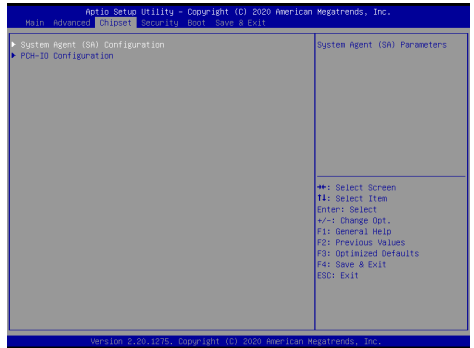 Aptio Setup Utility - Copyright (C) 2020 American Megatrends, Inc.
Main Advanced Chipset Security Boot Save & Exit
► System Agent (SA) Configuration
► PCH-IO Configuration
System Agent (SA) Parameters
→←: Select Screen
↑↓: Select Item
Enter: Select
+/-: Change Opt.
F1: General Help
F2: Previous Values
F3: Optimized Defaults
F4: Save & Exit
ESC: Exit
Version 2.20.1275. Copyright (C) 2020 American Megatrends, Inc.